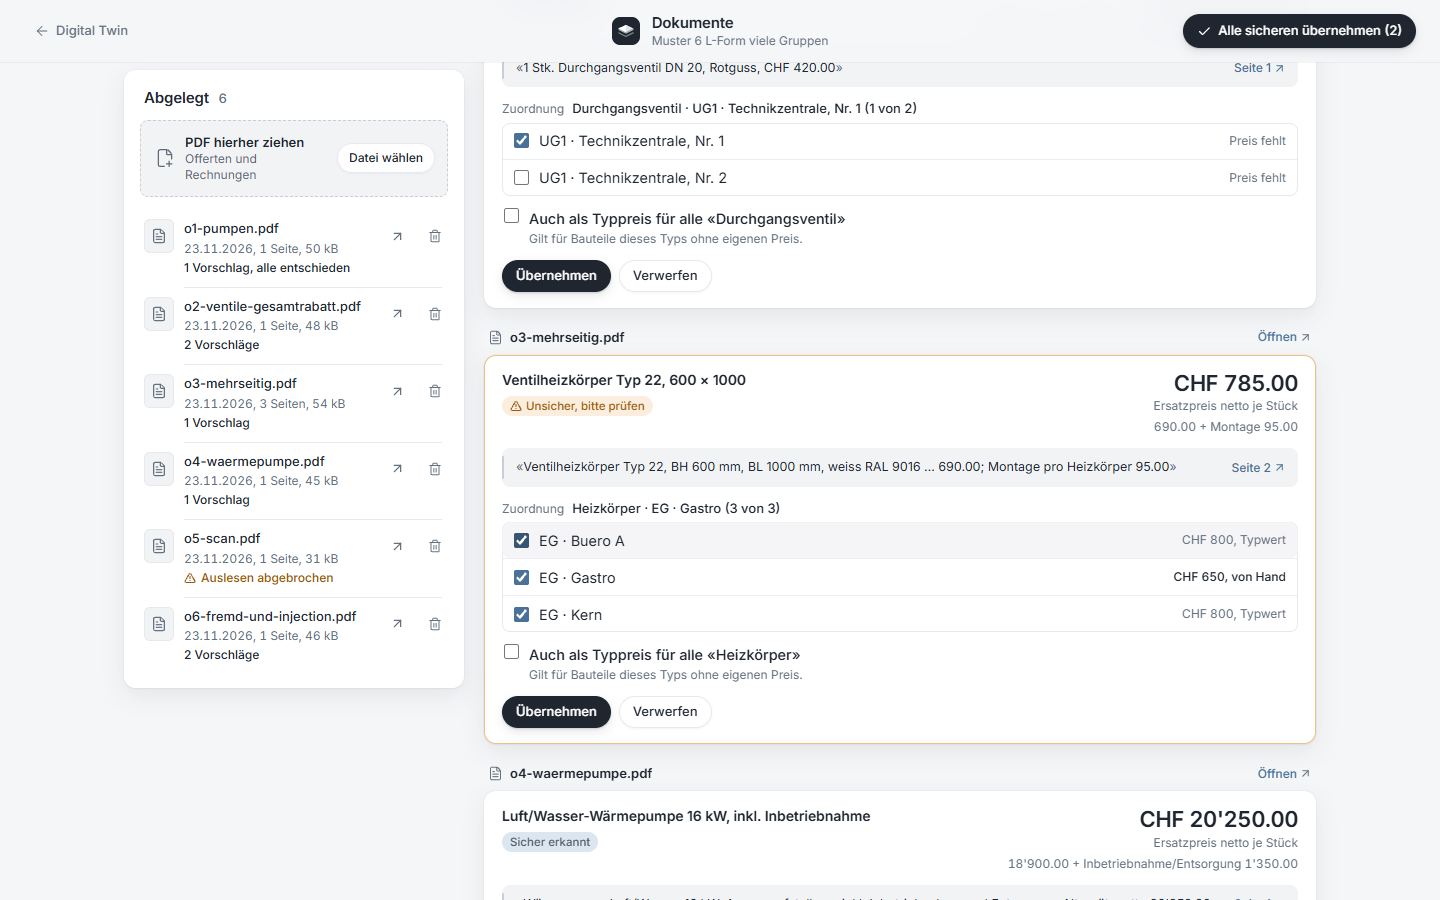 Digital Twin
Dokumente
Muster 6 L-Form viele Gruppen
Alle sicheren übernehmen (2)
Abgelegt 6
PDF hierher ziehen
Offerten und
Rechnungen
Datei wählen
o1-pumpen.pdf
23.11.2026, 1 Seite, 50 kB
1 Vorschlag, alle entschieden
o2-ventile-gesamtrabatt.pdf
23.11.2026, 1 Seite, 48 kB
2 Vorschläge
o3-mehrseitig.pdf
23.11.2026, 3 Seiten, 54 kB
1 Vorschlag
o4-waermepumpe.pdf
23.11.2026, 1 Seite, 45 kB
1 Vorschlag
o5-scan.pdf
23.11.2026, 1 Seite, 31 kB
Auslesen abgebrochen
o6-fremd-und-injection.pdf
23.11.2026, 1 Seite, 46 kB
2 Vorschläge
«1 Stk. Durchgangsventil DN 20, Rotguss, CHF 420.00»
Seite 1
Zuordnung Durchgangsventil · UG1 · Technikzentrale, Nr. 1 (1 von 2)
UG1 · Technikzentrale, Nr. 1 Preis fehlt
UG1 · Technikzentrale, Nr. 2 Preis fehlt
Auch als Typpreis für alle «Durchgangsventil»
Gilt für Bauteile dieses Typs ohne eigenen Preis.
Übernehmen Verwerfen
o3-mehrseitig.pdf Öffnen
Ventilheizkörper Typ 22, 600 × 1000 CHF 785.00
Unsicher, bitte prüfen Ersatzpreis netto je Stück
690.00 + Montage 95.00
«Ventilheizkörper Typ 22, BH 600 mm, BL 1000 mm, weiss RAL 9016 ... 690.00; Montage pro Heizkörper 95.00» Seite 2
Zuordnung Heizkörper · EG · Gastro (3 von 3)
EG · Buero A CHF 800, Typwert
EG · Gastro CHF 650, von Hand
EG · Kern CHF 800, Typwert
Auch als Typpreis für alle «Heizkörper»
Gilt für Bauteile dieses Typs ohne eigenen Preis.
Übernehmen Verwerfen
o4-waermepumpe.pdf Öffnen
Luft/Wasser-Wärmepumpe 16 kW, inkl. Inbetriebnahme CHF 20'250.00
Sicher erkannt Ersatzpreis netto je Stück
18'900.00 + Inbetriebnahme/Entsorgung 1'350.00